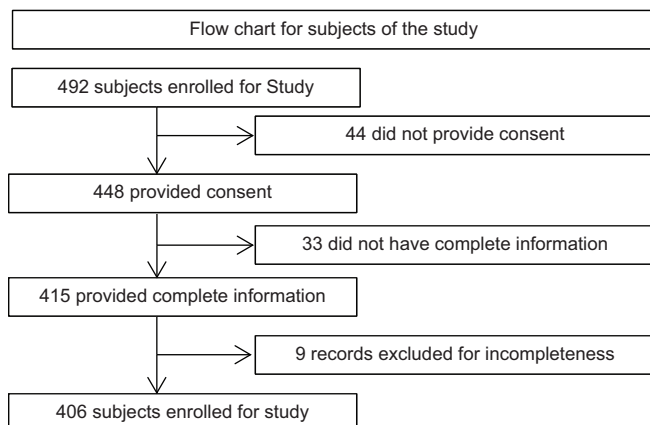 Flow chart for subjects of the study
492 subjects enrolled for Study
44 did not provide consent
448 provided consent
33 did not have complete information
415 provided complete information
9 records excluded for incompleteness
406 subjects enrolled for study